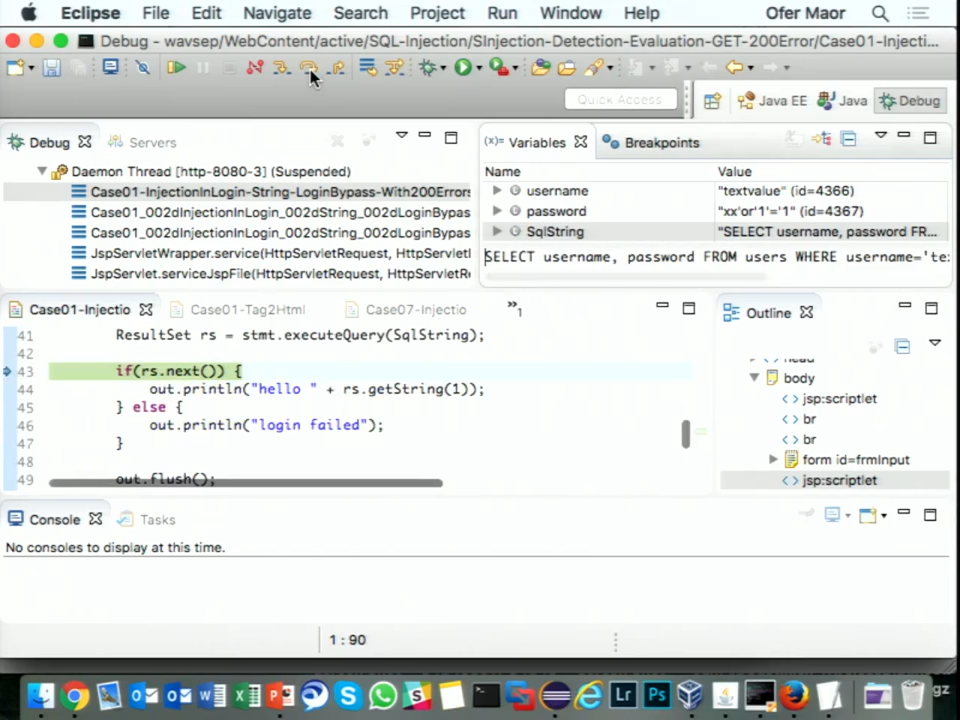 Eclipse File Edit Navigate Search Project Run Window Help Ofer Maor
Debug - wavsep/WebContent/active/SQL-Injection/SInjection-Detection-Evaluation-GET-200Error/Case01-Injecti...
Quick Access
Java EE Java Debug
Debug Servers
Daemon Thread [http-8080-3] (Suspended)
Case01-InjectionInLogin-String-LoginBypass-With200Errors
Case01_002dInjectionInLogin_002dString_002dLoginBypas
Case01_002dInjectionInLogin_002dString_002dLoginBypas
JspServletWrapper.service(HttpServletRequest, HttpServlet
JspServlet.serviceJspFile(HttpServletRequest, HttpServletRe
(x)= Variables Breakpoints
Name Value
username "textvalue" (id=4366)
password "xx'or'1'='1" (id=4367)
SqlString "SELECT username, password FR...
SELECT username, password FROM users WHERE username='te
Case01-Injectio Case01-Tag2Html Case07-Injectio »1
41 ResultSet rs = stmt.executeQuery(SqlString);
42
43 if(rs.next()) {
44 out.println("hello " + rs.getString(1));
45 } else {
46 out.println("login failed");
47 }
48
49 out.flush();
Outline
head
body
jsp:scriptlet
br
br
form id=frmInput
jsp:scriptlet
Console Tasks
No consoles to display at this time.
1 : 90
W X P S S Lr Ps
gz